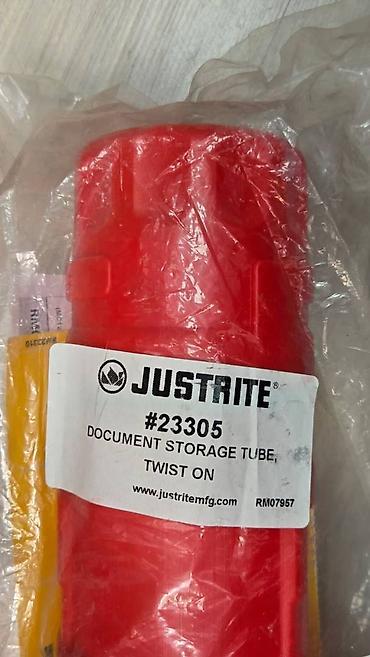 JUSTRITE®
#23305
DOCUMENT STORAGE TUBE,
TWIST ON
www.justritemfg.com RM07957